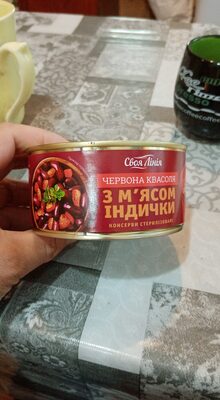 Своя Лінія
ЧЕРВОНА КВАСОЛЯ
З М'ЯСОМ
ІНДИЧКИ
КОНСЕРВИ СТЕРИЛІЗОВАНІ